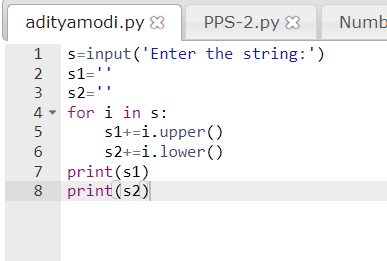 adityamodi.py PPS-2.py Numb
1 s=input('Enter the string:')
2 s1=''
3 s2=''
4 for i in s:
5     s1+=i.upper()
6     s2+=i.lower()
7 print(s1)
8 print(s2)